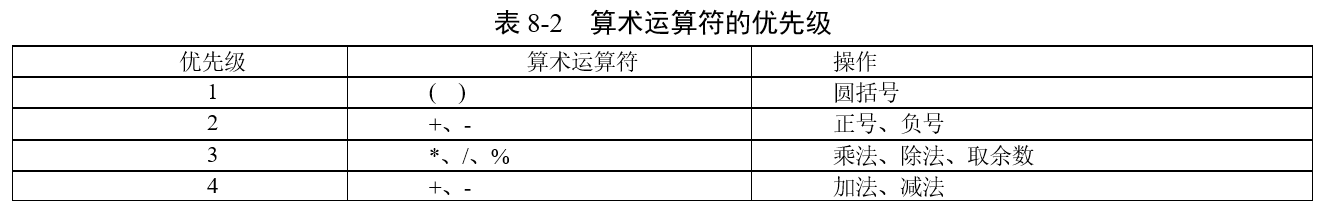 表 8-2 算术运算符的优先级
优先级 算术运算符 操作
1 ( ) 圆括号
2 +、- 正号、负号
3 *、/、% 乘法、除法、取余数
4 +、- 加法、减法